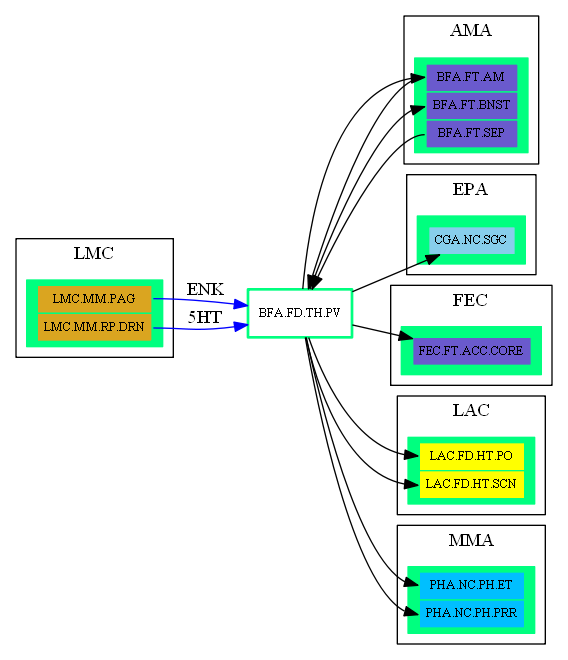 AMA
BFA.FT.AM
BFA.FT.BNST
BFA.FT.SEP
EPA
CGA.NC.SGC
LMC
LMC.MM.PAG
LMC.MM.RP.DRN
ENK
5HT
BFA.FD.TH.PV
FEC
FEC.FT.ACC.CORE
LAC
LAC.FD.HT.PO
LAC.FD.HT.SCN
MMA
PHA.NC.PH.ET
PHA.NC.PH.PRR